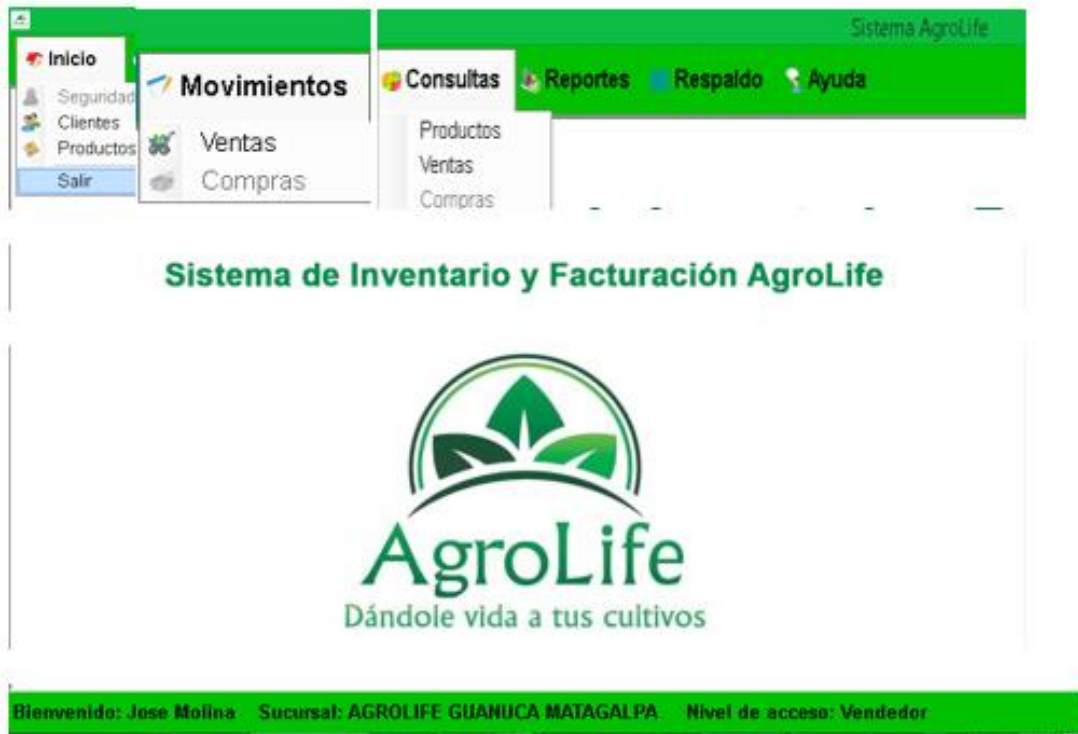 Sistema AgroLife
Inicio
Seguridad
Clientes
Productos
Salir
Movimientos
Ventas
Compras
Consultas
Productos
Ventas
Compras
Reportes
Respaldo
Ayuda
Sistema de Inventario y Facturación AgroLife
AgroLife
Dándole vida a tus cultivos
Bienvenido: Jose Molina Sucursal: AGROLIFE GUANUCA MATAGALPA Nivel de acceso: Vendedor